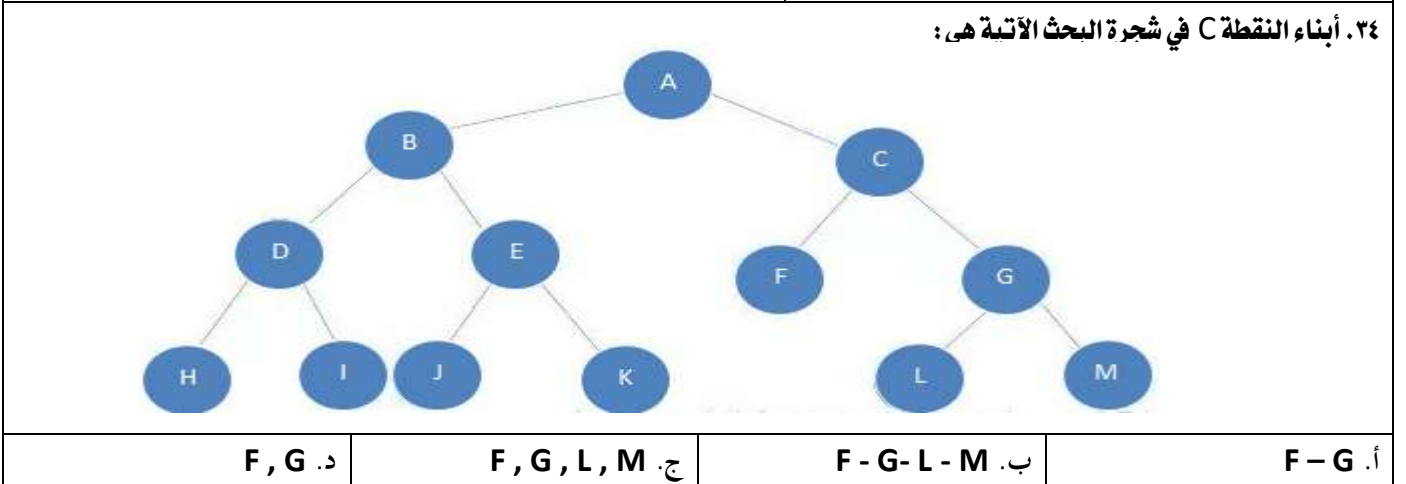 ٣٤. أبناء النقطة C في شجرة البحث الآتية هي:
A
B
C
D
E
F
G
H
I
J
K
L
M
أ. F – G
ب. F - G- L - M
ج. F , G , L , M
د. F , G